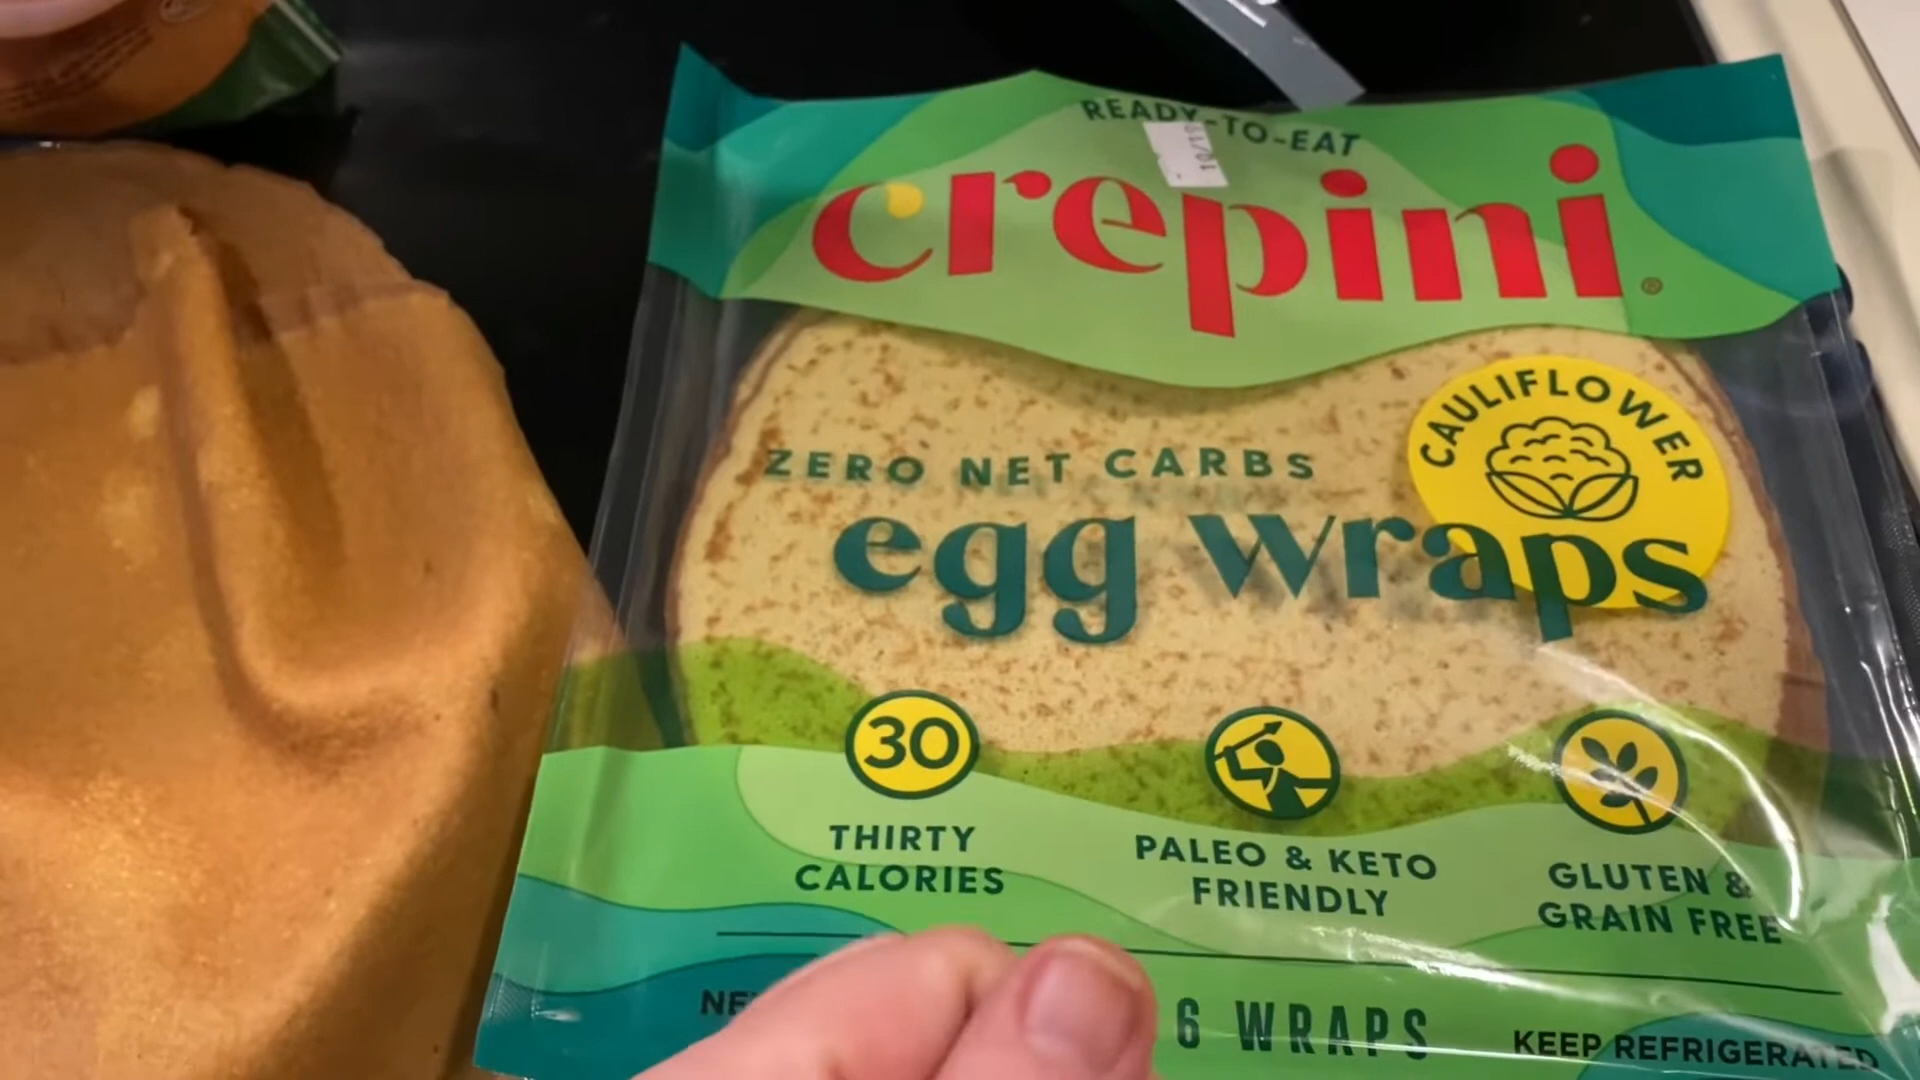 READY-TO-EAT
crepini®
CAULIFLOWER
ZERO NET CARBS
egg wraps
30
THIRTY
CALORIES
PALEO & KETO
FRIENDLY
GLUTEN &
GRAIN FREE
6 WRAPS
KEEP REFRIGERATED